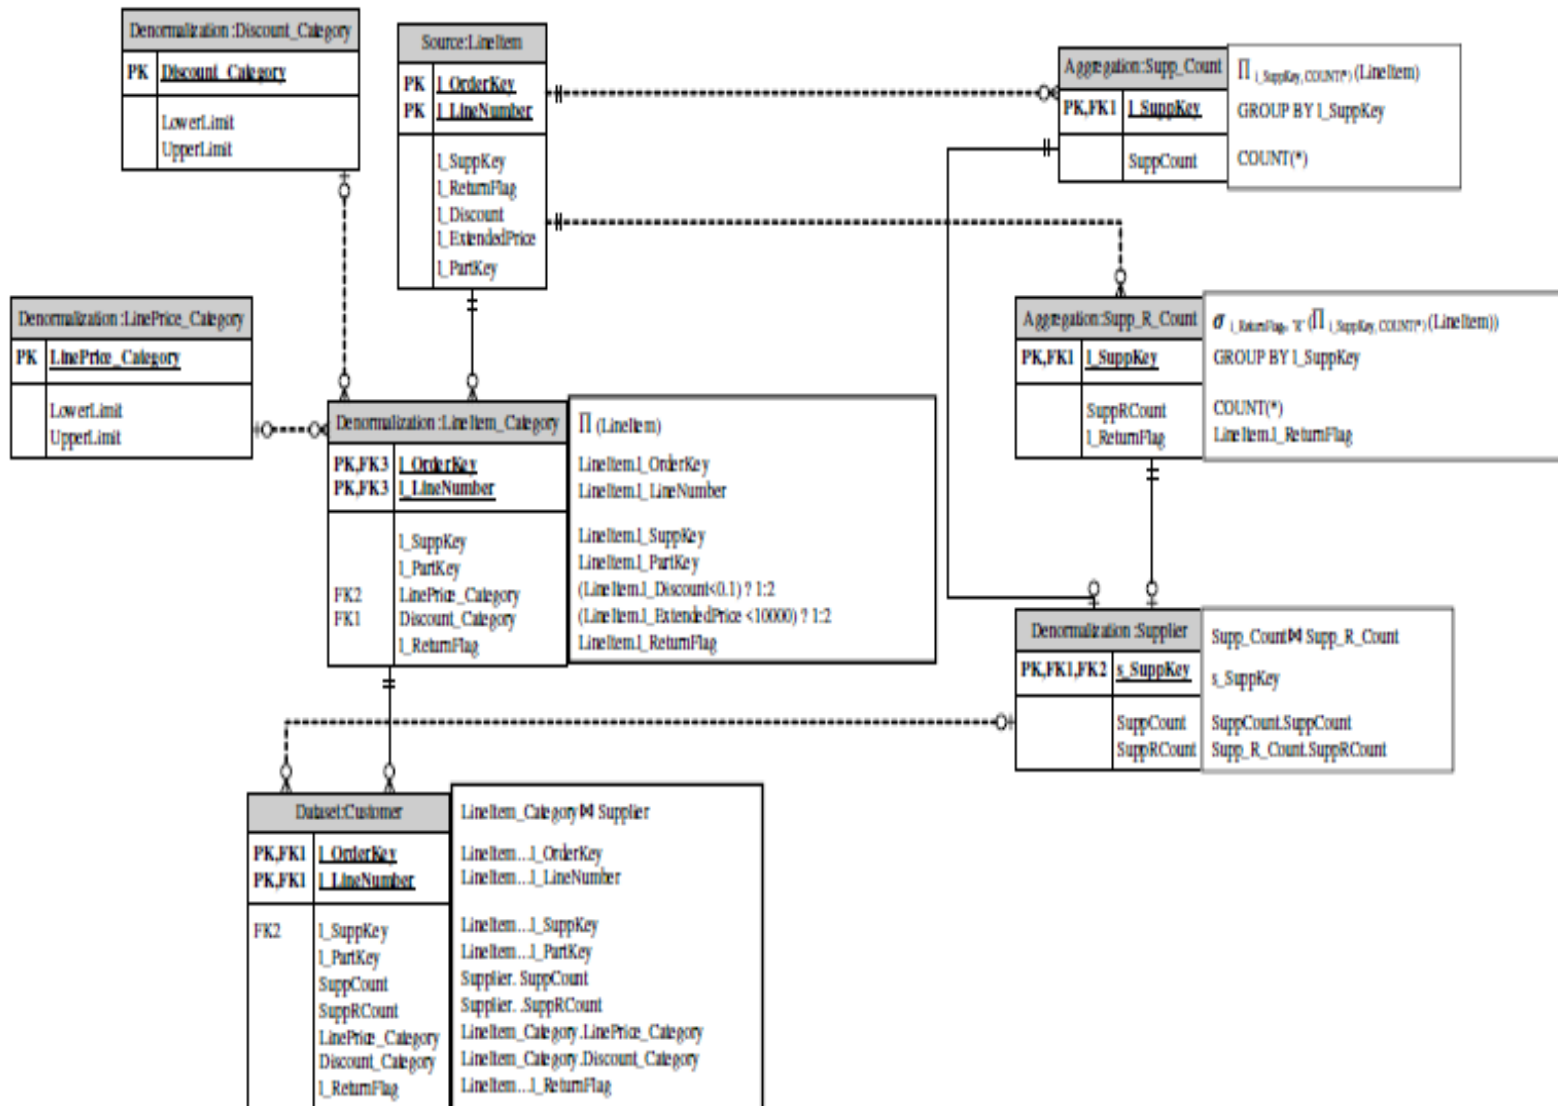 Denormalization :Discount_Category
PK Discount_Category
LowerLimit
UpperLimit
Source:LineItem
PK l_OrderKey
PK l_LineNumber
l_SuppKey
l_ReturnFlag
l_Discount
l_ExtendedPrice
l_PartKey
Aggregation:Supp_Count
PK,FK1 l_SuppKey
SuppCount
∏ l_SuppKey, COUNT(*) (LineItem)
GROUP BY l_SuppKey
COUNT(*)
Denormalization :LinePrice_Category
PK LinePrice_Category
LowerLimit
UpperLimit
Aggregation:Supp_R_Count
PK,FK1 l_SuppKey
SuppRCount
l_ReturnFlag
σ l_ReturnFlag= "R" (∏ l_SuppKey, COUNT(*) (LineItem))
GROUP BY l_SuppKey
COUNT(*)
LineItem.l_ReturnFlag
Denormalization :LineItem_Category
PK,FK3 l_OrderKey
PK,FK3 l_LineNumber
l_SuppKey
l_PartKey
FK2 LinePrice_Category
FK1 Discount_Category
l_ReturnFlag
∏ (LineItem)
LineItem.l_OrderKey
LineItem.l_LineNumber
LineItem.l_SuppKey
LineItem.l_PartKey
(LineItem.l_Discount<0.1) ? 1:2
(LineItem.l_ExtendedPrice <10000) ? 1:2
LineItem.l_ReturnFlag
Denormalization :Supplier
PK,FK1,FK2 s_SuppKey
SuppCount
SuppRCount
Supp_Count⋈ Supp_R_Count
s_SuppKey
SuppCount.SuppCount
Supp_R_Count.SuppRCount
Dataset:Customer
PK,FK1 l_OrderKey
PK,FK1 l_LineNumber
FK2 l_SuppKey
l_PartKey
SuppCount
SuppRCount
LinePrice_Category
Discount_Category
l_ReturnFlag
LineItem_Category⋈ Supplier
LineItem...l_OrderKey
LineItem...l_LineNumber
LineItem...l_SuppKey
LineItem...l_PartKey
Supplier. SuppCount
Supplier. .SuppRCount
LineItem_Category.LinePrice_Category
LineItem_Category.Discount_Category
LineItem...l_ReturnFlag